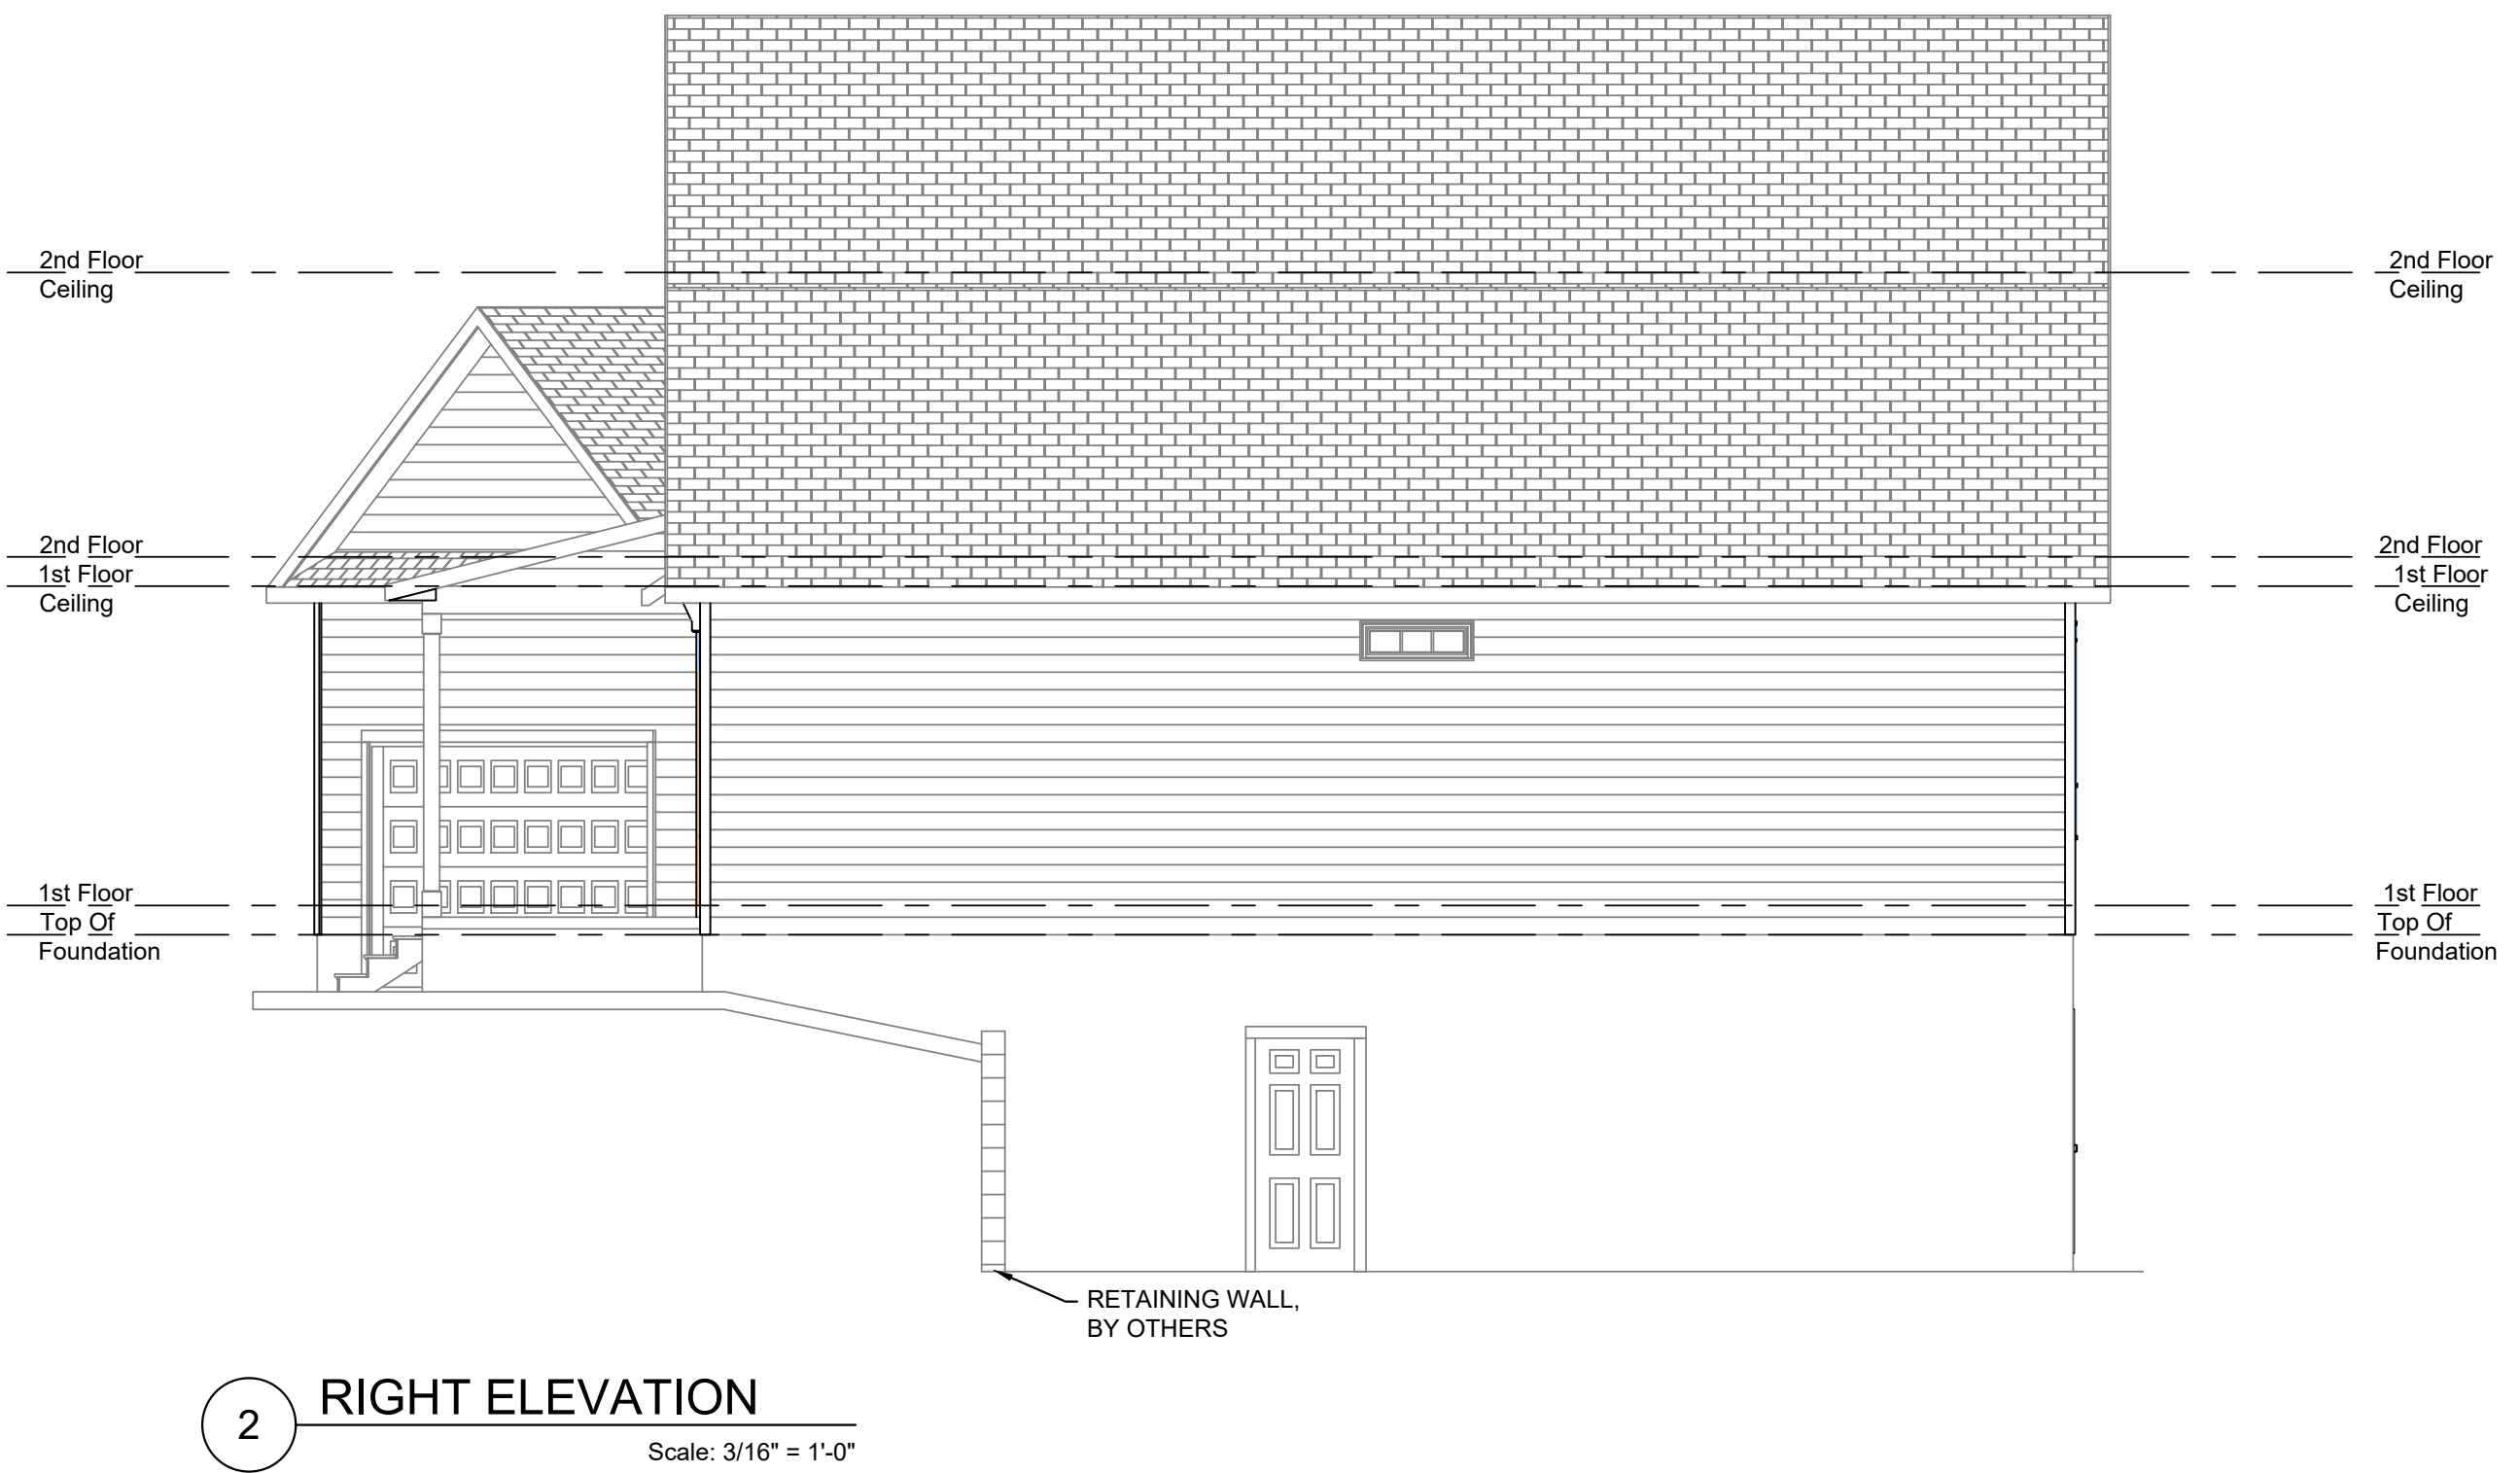 2nd Floor
Ceiling
2nd Floor
Ceiling
2nd Floor
1st Floor
Ceiling
2nd Floor
1st Floor
Ceiling
1st Floor
Top Of
Foundation
1st Floor
Top Of
Foundation
RETAINING WALL,
BY OTHERS
2
RIGHT ELEVATION
Scale: 3/16" = 1'-0"